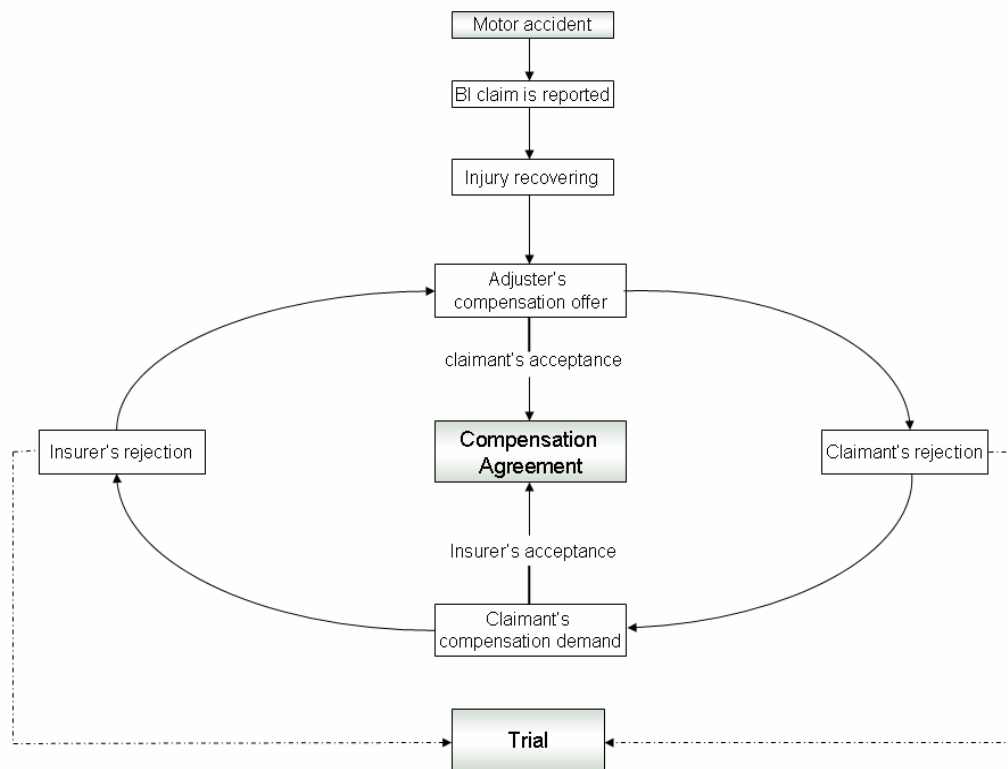 Motor accident
BI claim is reported
Injury recovering
Adjuster's
compensation offer
claimant's acceptance
Insurer's rejection
Compensation
Agreement
Claimant's rejection
Insurer's acceptance
Claimant's
compensation demand
Trial